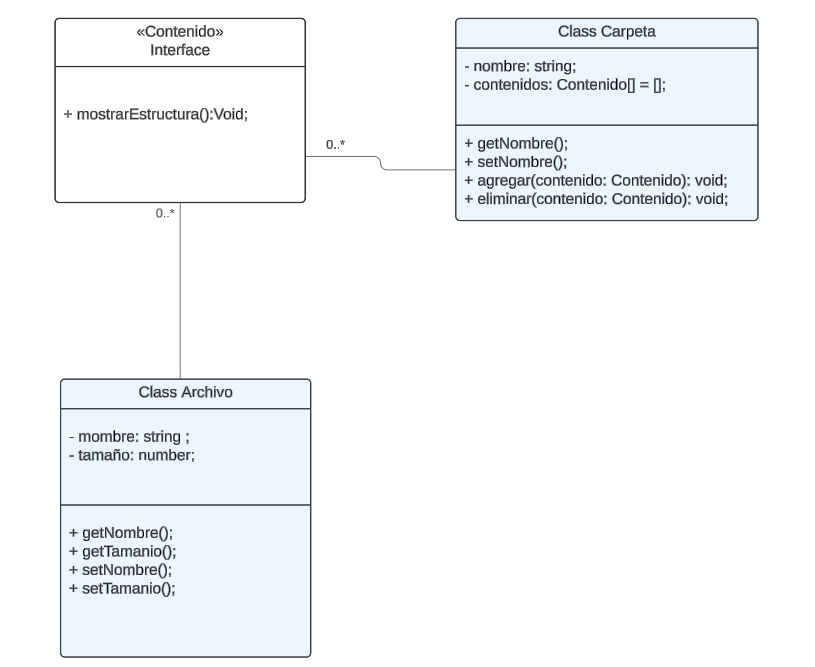 «Contenido»
Interface
+ mostrarEstructura():Void;
0..*
0..*
Class Carpeta
- nombre: string;
- contenidos: Contenido[] = [];
+ getNombre();
+ setNombre();
+ agregar(contenido: Contenido): void;
+ eliminar(contenido: Contenido): void;
Class Archivo
- mombre: string ;
- tamaño: number;
+ getNombre();
+ getTamanio();
+ setNombre();
+ setTamanio();